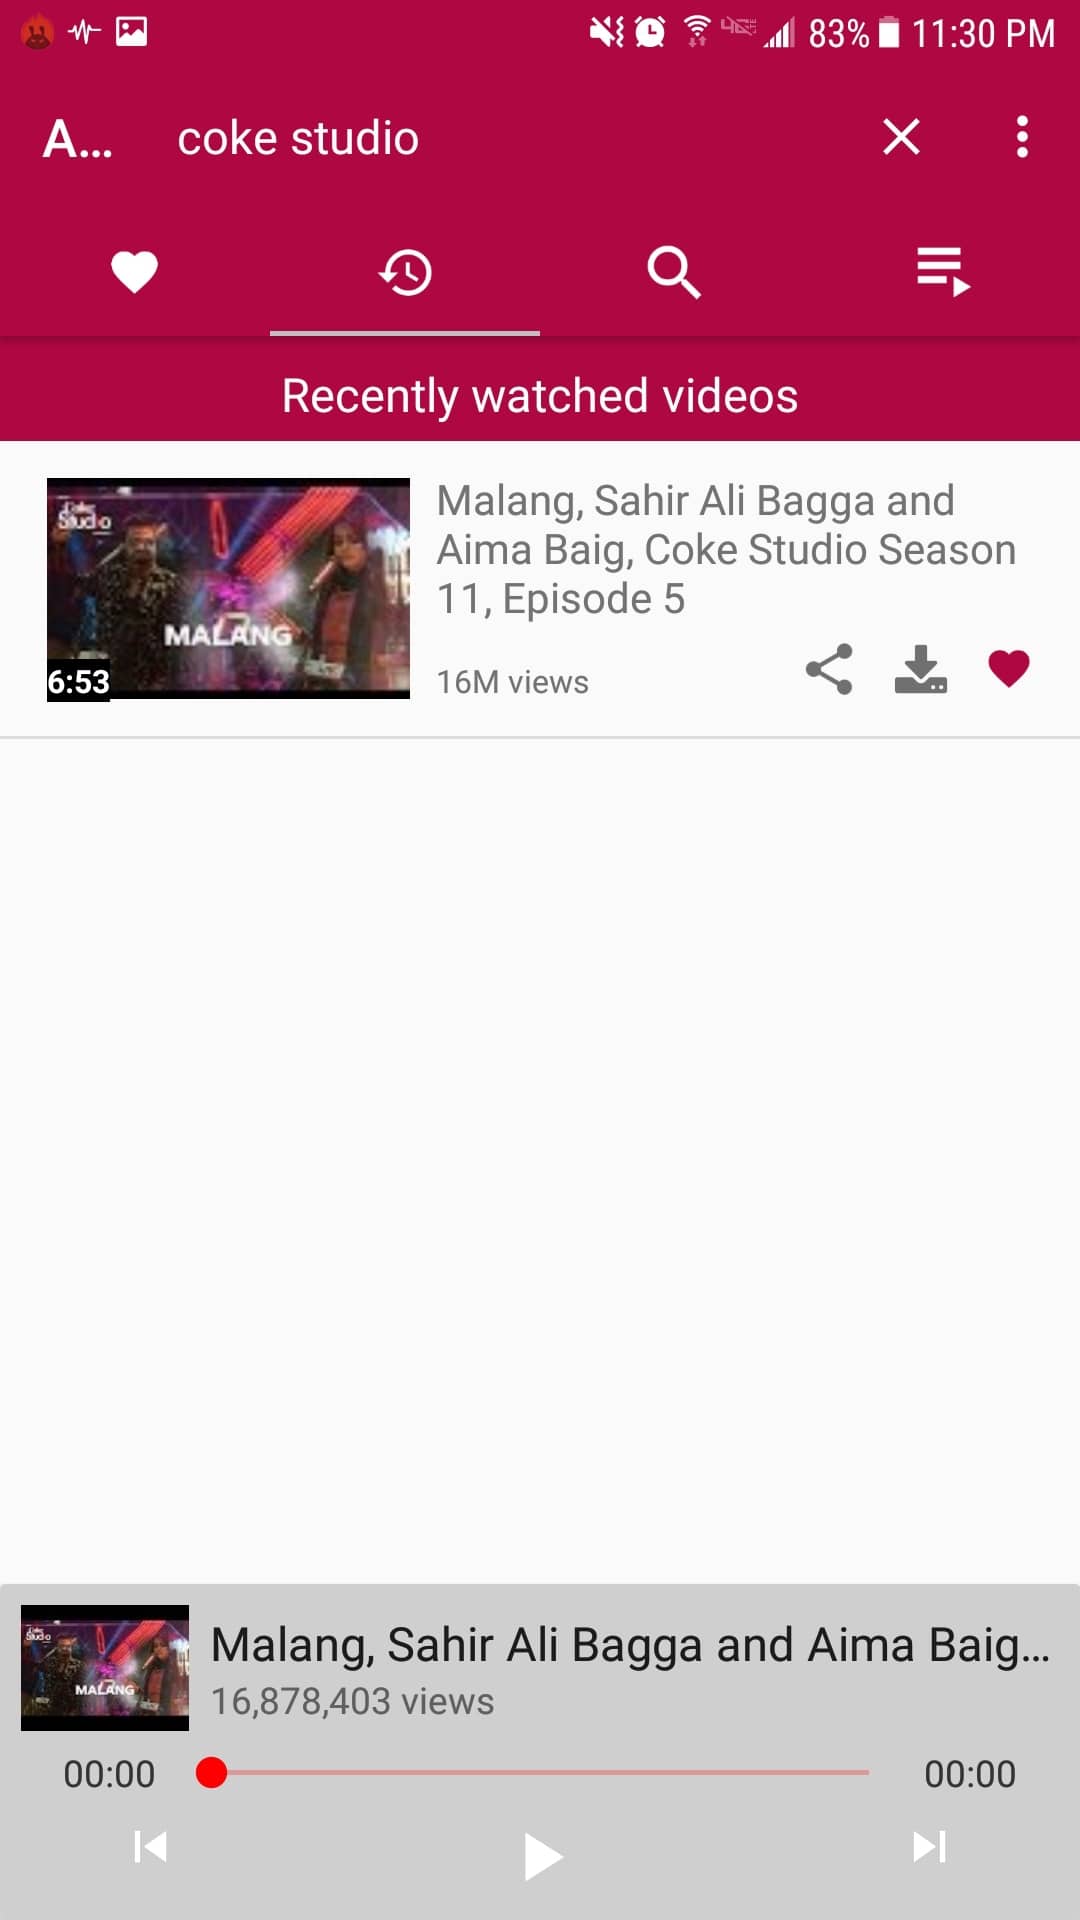 83% 11:30 PM
A... coke studio
Recently watched videos
Coke
Studio
MALANG
6:53
Malang, Sahir Ali Bagga and
Aima Baig, Coke Studio Season
11, Episode 5
16M views
Coke
Studio
MALANG
Malang, Sahir Ali Bagga and Aima Baig...
16,878,403 views
00:00 00:00